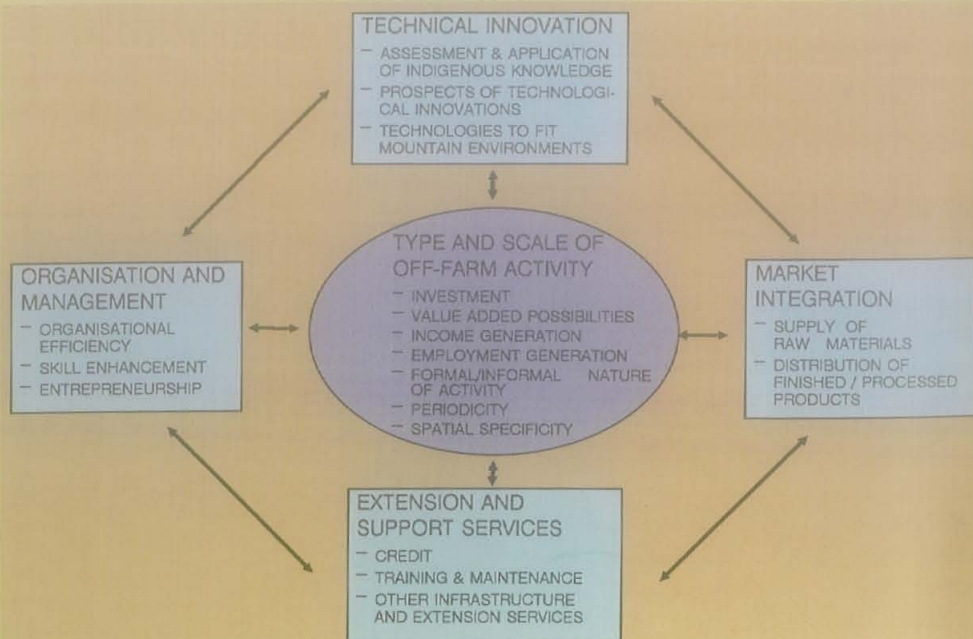 TECHNICAL INNOVATION
– ASSESSMENT & APPLICATION
OF INDIGENOUS KNOWLEDGE
– PROSPECTS OF TECHNOLOGI-
CAL INNOVATIONS
– TECHNOLOGIES TO FIT
MOUNTAIN ENVIRONMENTS
ORGANISATION AND
MANAGEMENT
– ORGANISATIONAL
EFFICIENCY
– SKILL ENHANCEMENT
– ENTREPRENEURSHIP
TYPE AND SCALE OF
OFF-FARM ACTIVITY
– INVESTMENT
– VALUE ADDED POSSIBILITIES
– INCOME GENERATION
– EMPLOYMENT GENERATION
– FORMAL/INFORMAL NATURE
OF ACTIVITY
– PERIODICITY
– SPATIAL SPECIFICITY
MARKET
INTEGRATION
– SUPPLY OF
RAW MATERIALS
– DISTRIBUTION OF
FINISHED / PROCESSED
PRODUCTS
EXTENSION AND
SUPPORT SERVICES
– CREDIT
– TRAINING & MAINTENANCE
– OTHER INFRASTRUCTURE
AND EXTENSION SERVICES